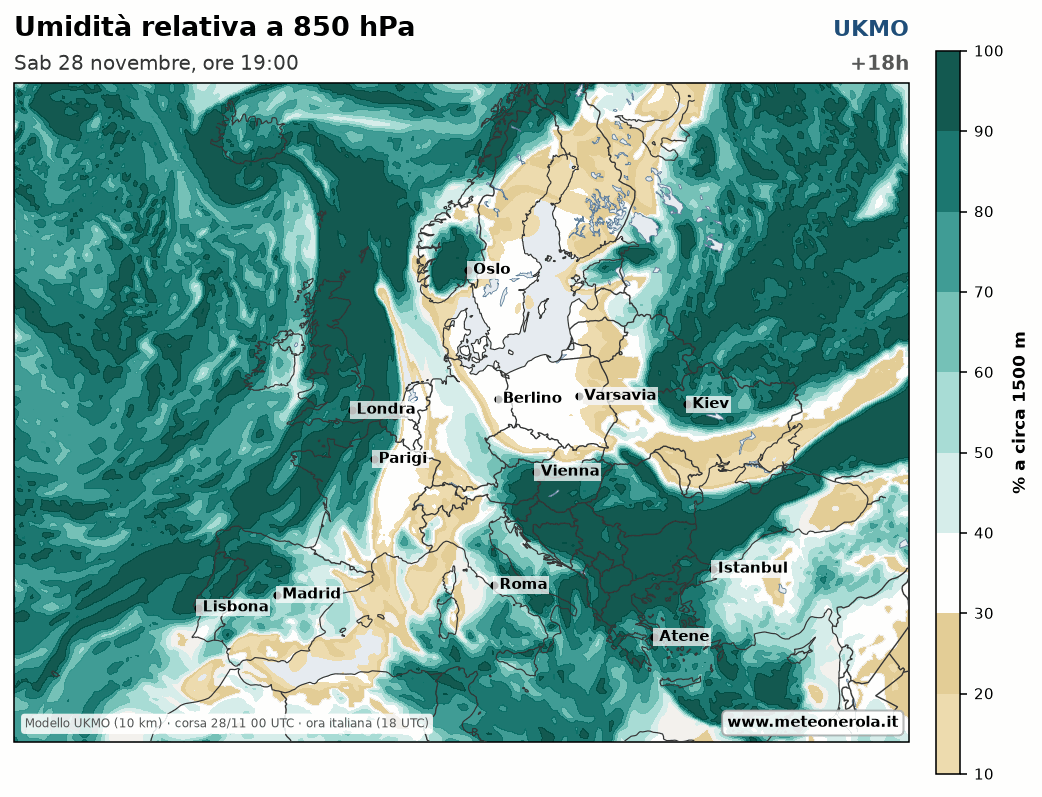 Umidità relativa a 850 hPa
UKMO
Sab 28 novembre, ore 19:00
+18h
100
90
80
70
60
50
40
30
20
10
% a circa 1500 m
Oslo
Berlino
Varsavia
Kiev
Londra
Parigi
Vienna
Istanbul
Roma
Madrid
Lisbona
Atene
Modello UKMO (10 km) · corsa 28/11 00 UTC · ora italiana (18 UTC)
www.meteonerola.it